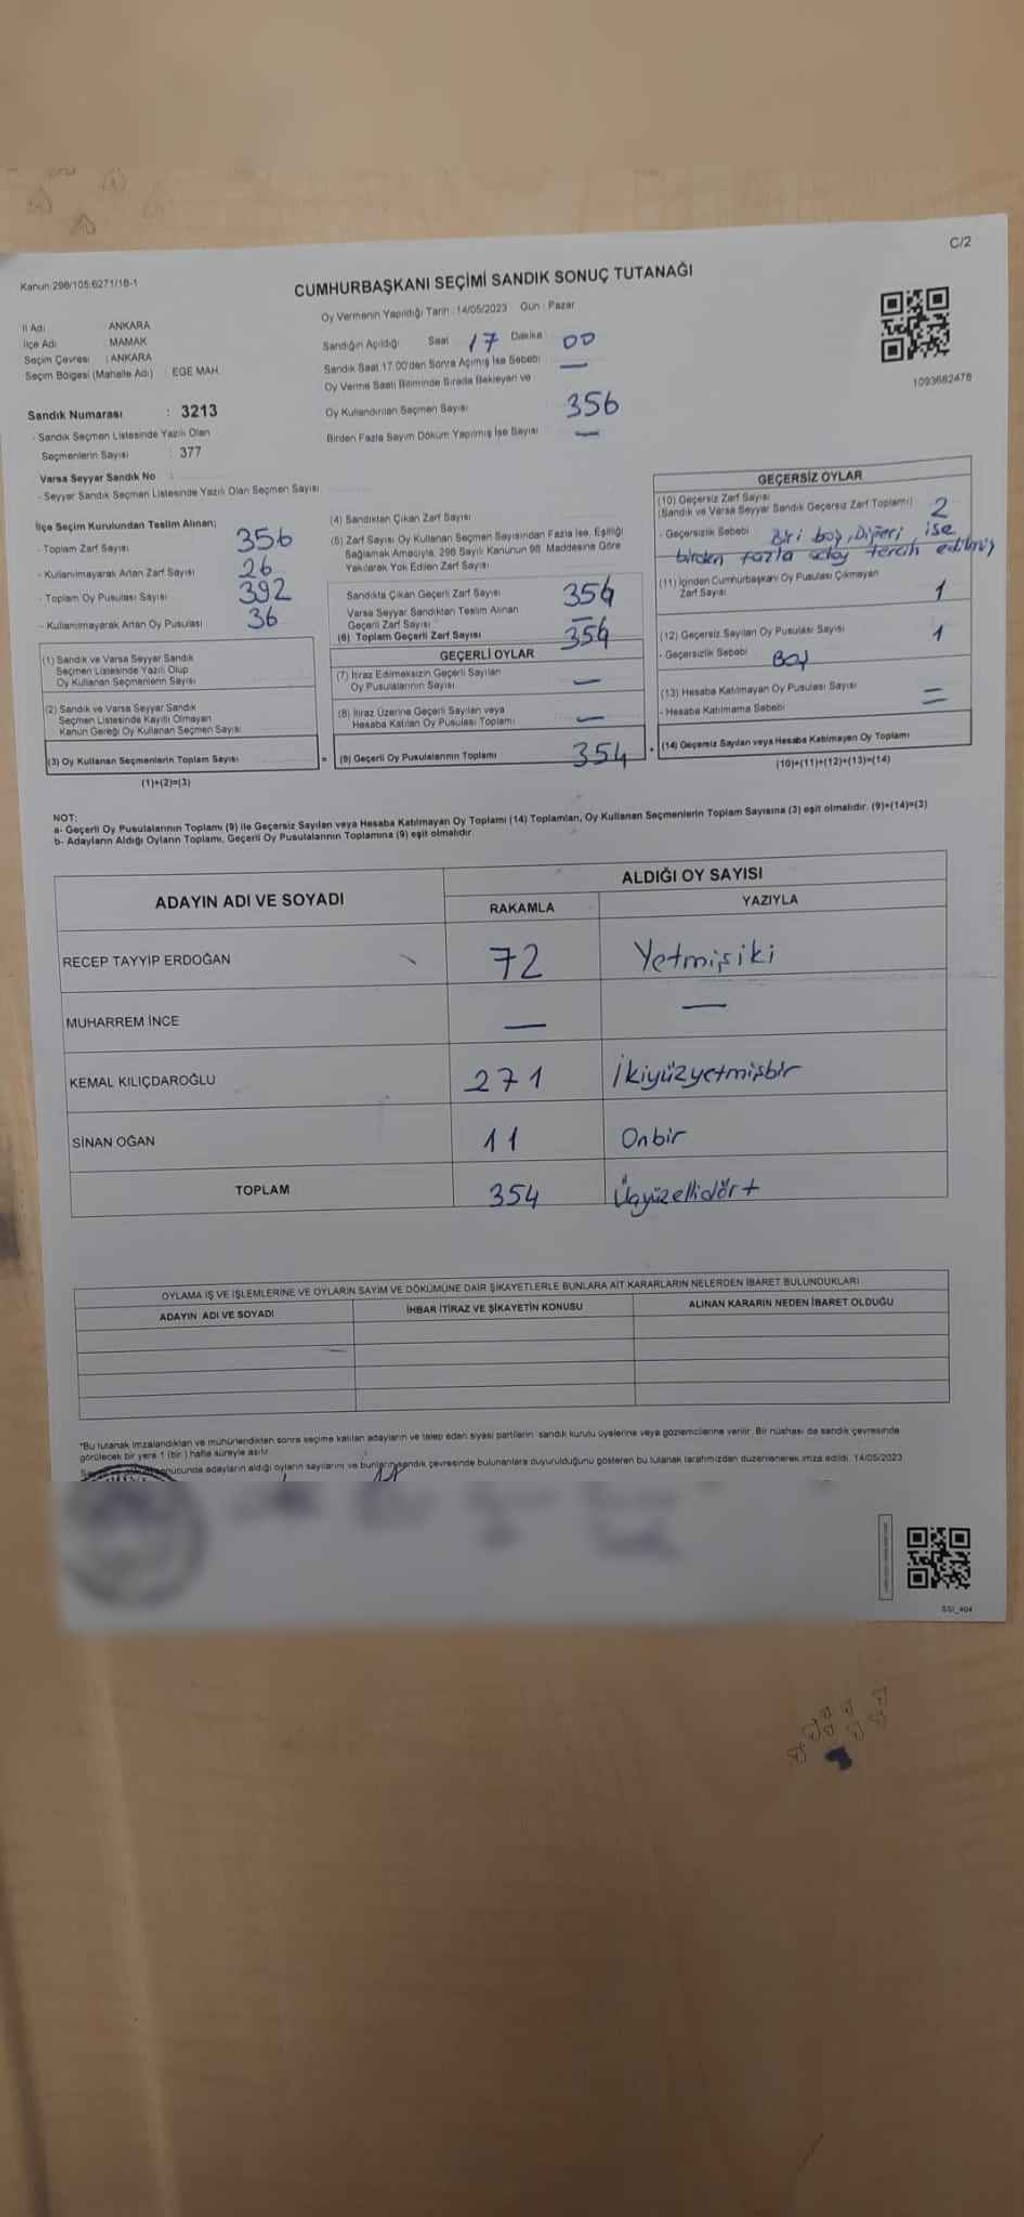 C/2
Kanun 298/105.6271/18-1
CUMHURBAŞKANI SEÇİMİ SANDIK SONUÇ TUTANAĞI
Oy Vermenin Yapıldığı Tarih : 14/05/2023 Gün : Pazar
İl Adı : ANKARA
İlçe Adı : MAMAK
Seçim Çevresi : ANKARA
Seçim Bölgesi (Mahalle Adı) : EGE MAH.
Sandığın Açıldığı Saat 17 Dakika 00
Sandık Saat 17.00'den Sonra Açılmış İse Sebebi —
Oy Verme Saati Bitiminde Sırada Bekleyen ve
Oy Kullandırılan Seçmen Sayısı 356
Birden Fazla Sayım Döküm Yapılmış İse Sayısı —
1093682478
Sandık Numarası : 3213
- Sandık Seçmen Listesinde Yazılı Olan
Seçmenlerin Sayısı : 377
Varsa Seyyar Sandık No :
- Seyyar Sandık Seçmen Listesinde Yazılı Olan Seçmen Sayısı
İlçe Seçim Kurulundan Teslim Alınan;
- Toplam Zarf Sayısı 356
- Kullanılmayarak Artan Zarf Sayısı 26
- Toplam Oy Pusulası Sayısı 392
- Kullanılmayarak Artan Oy Pusulası 36
(1) Sandık ve Varsa Seyyar Sandık
Seçmen Listesinde Yazılı Olup
Oy Kullanan Seçmenlerin Sayısı
(2) Sandık ve Varsa Seyyar Sandık
Seçmen Listesinde Kayıtlı Olmayan
Kanun Gereği Oy Kullanan Seçmen Sayısı
(3) Oy Kullanan Seçmenlerin Toplam Sayısı
(1)+(2)=(3)
(4) Sandıktan Çıkan Zarf Sayısı
(5) Zarf Sayısı Oy Kullanan Seçmen Sayısından Fazla İse, Eşitliği
Sağlamak Amacıyla, 298 Sayılı Kanunun 98. Maddesine Göre
Yakılarak Yok Edilen Zarf Sayısı
Sandıkta Çıkan Geçerli Zarf Sayısı 354
Varsa Seyyar Sandıktan Teslim Alınan
Geçerli Zarf Sayısı —
(6) Toplam Geçerli Zarf Sayısı 354
GEÇERLİ OYLAR
(7) İtiraz Edilmeksizin Geçerli Sayılan
Oy Pusulalarının Sayısı —
(8) İtiraz Üzerine Geçerli Sayılan veya
Hesaba Katılan Oy Pusulası Toplamı —
= (9) Geçerli Oy Pusulalarının Toplamı 354 +
GEÇERSİZ OYLAR
(10) Geçersiz Zarf Sayısı
(Sandık ve Varsa Seyyar Sandık Geçersiz Zarf Toplamı) 2
- Geçersizlik Sebebi Biri boş, Diğeri ise
birden fazla aday tercih edilmiş
(11) İçinden Cumhurbaşkanı Oy Pusulası Çıkmayan
Zarf Sayısı 1
(12) Geçersiz Sayılan Oy Pusulası Sayısı 1
- Geçersizlik Sebebi Boş
(13) Hesaba Katılmayan Oy Pusulası Sayısı —
- Hesaba Katılmama Sebebi —
(14) Geçersiz Sayılan veya Hesaba Katılmayan Oy Toplamı
(10)+(11)+(12)+(13)=(14)
NOT:
a- Geçerli Oy Pusulalarının Toplamı (9) ile Geçersiz Sayılan veya Hesaba Katılmayan Oy Toplamı (14) Toplamları, Oy Kullanan Seçmenlerin Toplam Sayısına (3) eşit olmalıdır. (9)+(14)=(3)
b- Adayların Aldığı Oyların Toplamı, Geçerli Oy Pusulalarının Toplamına (9) eşit olmalıdır.
ADAYIN ADI VE SOYADI
ALDIĞI OY SAYISI
RAKAMLA YAZIYLA
RECEP TAYYİP ERDOĞAN 72 Yetmişiki
MUHARREM İNCE — —
KEMAL KILIÇDAROĞLU 271 İkiyüzyetmişbir
SİNAN OĞAN 11 Onbir
TOPLAM 354 Üçyüzellidört
OYLAMA İŞ VE İŞLEMLERİNE VE OYLARIN SAYIM VE DÖKÜMÜNE DAİR ŞİKAYETLERLE BUNLARA AİT KARARLARIN NELERDEN İBARET BULUNDUKLARI
ADAYIN ADI VE SOYADI İHBAR İTİRAZ VE ŞİKAYETİN KONUSU ALINAN KARARIN NEDEN İBARET OLDUĞU
*Bu tutanak imzalandıktan ve mühürlendikten sonra seçime katılan adayların ve talep eden siyasi partilerin sandık kurulu üyelerine veya gözlemcilerine verilir. Bir nüshası da sandık çevresinde
görülecek bir yere 1 (bir ) hafta süreyle asılır.
sonucunda adayların aldığı oyların sayılarını ve bunların sandık çevresinde bulunanlara duyurulduğunu gösteren bu tutanak tarafımızdan düzenlenerek imza edildi. 14/05/2023
SSI_404